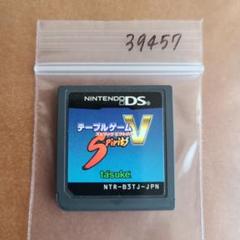 39457
NINTENDO DS
テーブルゲーム
V
Spirits
tasuke
NTR-B3TJ-JPN